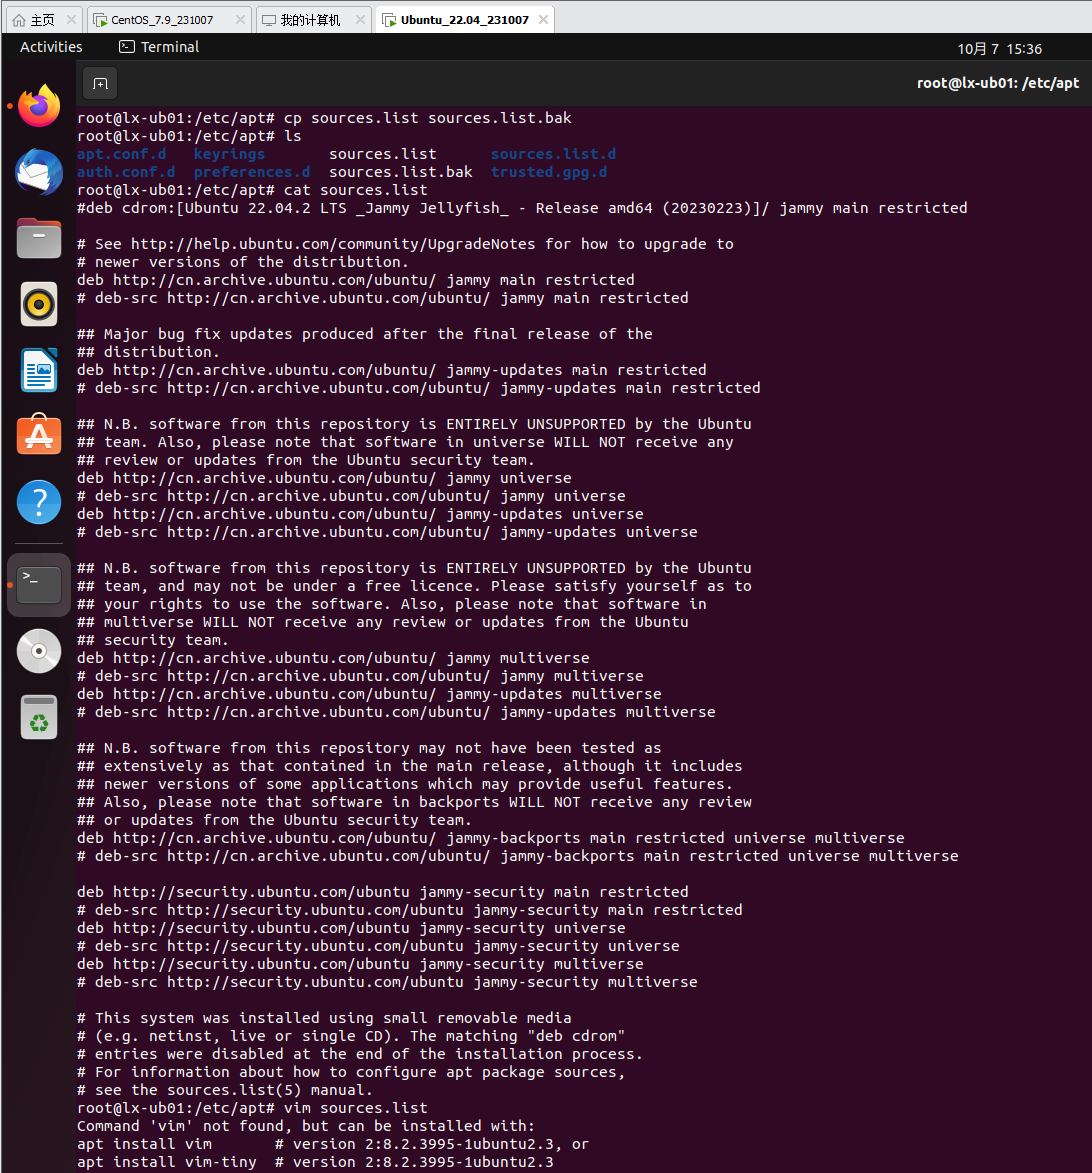 主页 CentOS_7.9_231007 我的计算机 Ubuntu_22.04_231007
Activities Terminal 10月 7 15:36
root@lx-ub01: /etc/apt
root@lx-ub01:/etc/apt# cp sources.list sources.list.bak
root@lx-ub01:/etc/apt# ls
apt.conf.d keyrings sources.list sources.list.d
auth.conf.d preferences.d sources.list.bak trusted.gpg.d
root@lx-ub01:/etc/apt# cat sources.list
#deb cdrom:[Ubuntu 22.04.2 LTS _Jammy Jellyfish_ - Release amd64 (20230223)]/ jammy main restricted
# See http://help.ubuntu.com/community/UpgradeNotes for how to upgrade to
# newer versions of the distribution.
deb http://cn.archive.ubuntu.com/ubuntu/ jammy main restricted
# deb-src http://cn.archive.ubuntu.com/ubuntu/ jammy main restricted
## Major bug fix updates produced after the final release of the
## distribution.
deb http://cn.archive.ubuntu.com/ubuntu/ jammy-updates main restricted
# deb-src http://cn.archive.ubuntu.com/ubuntu/ jammy-updates main restricted
## N.B. software from this repository is ENTIRELY UNSUPPORTED by the Ubuntu
## team. Also, please note that software in universe WILL NOT receive any
## review or updates from the Ubuntu security team.
deb http://cn.archive.ubuntu.com/ubuntu/ jammy universe
# deb-src http://cn.archive.ubuntu.com/ubuntu/ jammy universe
deb http://cn.archive.ubuntu.com/ubuntu/ jammy-updates universe
# deb-src http://cn.archive.ubuntu.com/ubuntu/ jammy-updates universe
## N.B. software from this repository is ENTIRELY UNSUPPORTED by the Ubuntu
## team, and may not be under a free licence. Please satisfy yourself as to
## your rights to use the software. Also, please note that software in
## multiverse WILL NOT receive any review or updates from the Ubuntu
## security team.
deb http://cn.archive.ubuntu.com/ubuntu/ jammy multiverse
# deb-src http://cn.archive.ubuntu.com/ubuntu/ jammy multiverse
deb http://cn.archive.ubuntu.com/ubuntu/ jammy-updates multiverse
# deb-src http://cn.archive.ubuntu.com/ubuntu/ jammy-updates multiverse
## N.B. software from this repository may not have been tested as
## extensively as that contained in the main release, although it includes
## newer versions of some applications which may provide useful features.
## Also, please note that software in backports WILL NOT receive any review
## or updates from the Ubuntu security team.
deb http://cn.archive.ubuntu.com/ubuntu/ jammy-backports main restricted universe multiverse
# deb-src http://cn.archive.ubuntu.com/ubuntu/ jammy-backports main restricted universe multiverse
deb http://security.ubuntu.com/ubuntu jammy-security main restricted
# deb-src http://security.ubuntu.com/ubuntu jammy-security main restricted
deb http://security.ubuntu.com/ubuntu jammy-security universe
# deb-src http://security.ubuntu.com/ubuntu jammy-security universe
deb http://security.ubuntu.com/ubuntu jammy-security multiverse
# deb-src http://security.ubuntu.com/ubuntu jammy-security multiverse
# This system was installed using small removable media
# (e.g. netinst, live or single CD). The matching "deb cdrom"
# entries were disabled at the end of the installation process.
# For information about how to configure apt package sources,
# see the sources.list(5) manual.
root@lx-ub01:/etc/apt# vim sources.list
Command 'vim' not found, but can be installed with:
apt install vim # version 2:8.2.3995-1ubuntu2.3, or
apt install vim-tiny # version 2:8.2.3995-1ubuntu2.3